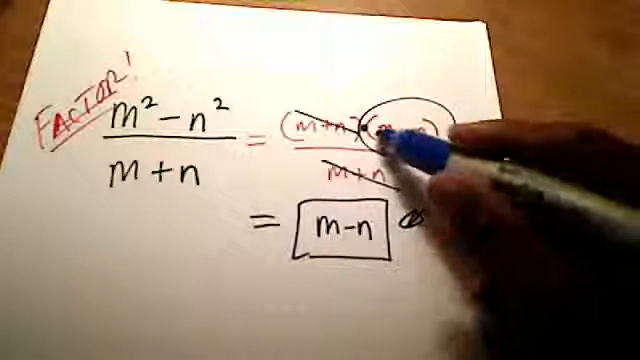 FACTOR!
m² - n²
m + n
= (m+n)(m-n)
m+n
= m-n